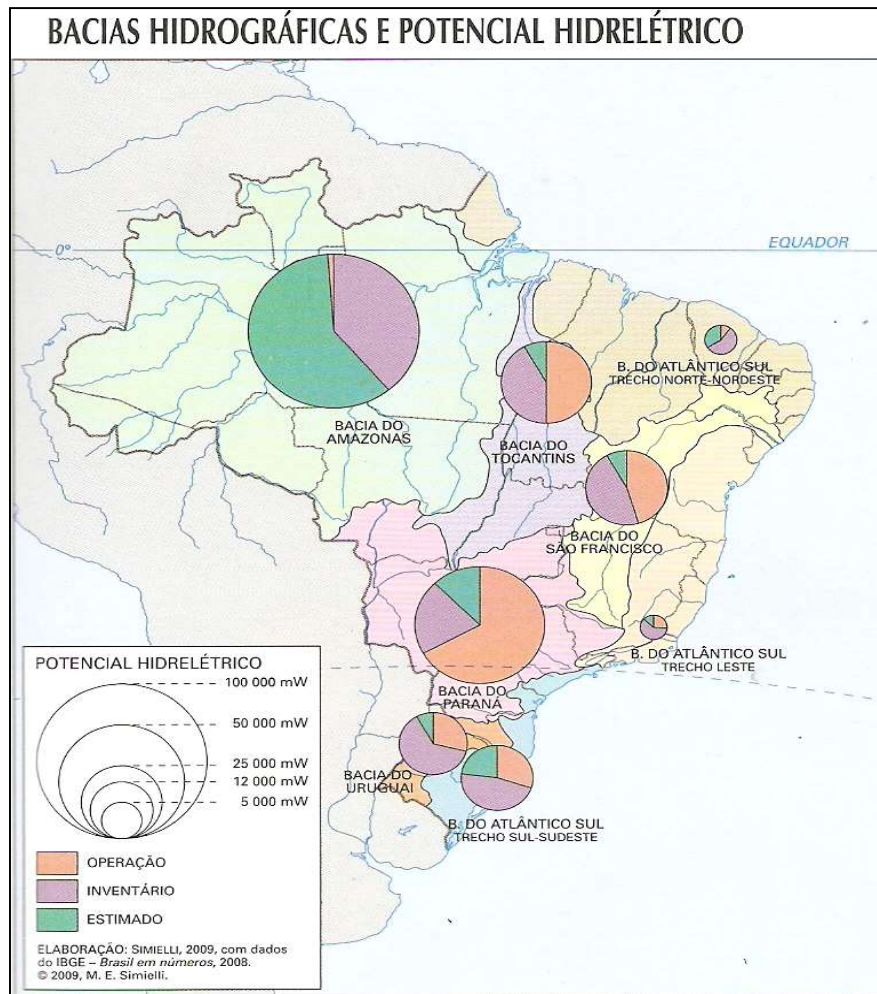 BACIAS HIDROGRÁFICAS E POTENCIAL HIDRELÉTRICO
0°
EQUADOR
B. DO ATLÂNTICO SUL
TRECHO NORTE-NORDESTE
BACIA DO
AMAZONAS
BACIA DO
TOCANTINS
BACIA DO
SÃO FRANCISCO
B. DO ATLÂNTICO SUL
TRECHO LESTE
BACIA DO
PARANÁ
BACIA DO
URUGUAI
B. DO ATLÂNTICO SUL
TRECHO SUL-SUDESTE
POTENCIAL HIDRELÉTRICO
100 000 mW
50 000 mW
25 000 mW
12 000 mW
5 000 mW
OPERAÇÃO
INVENTÁRIO
ESTIMADO
ELABORAÇÃO: SIMIELLI, 2009, com dados
do IBGE – Brasil em números, 2008.
© 2009, M. E. Simielli.